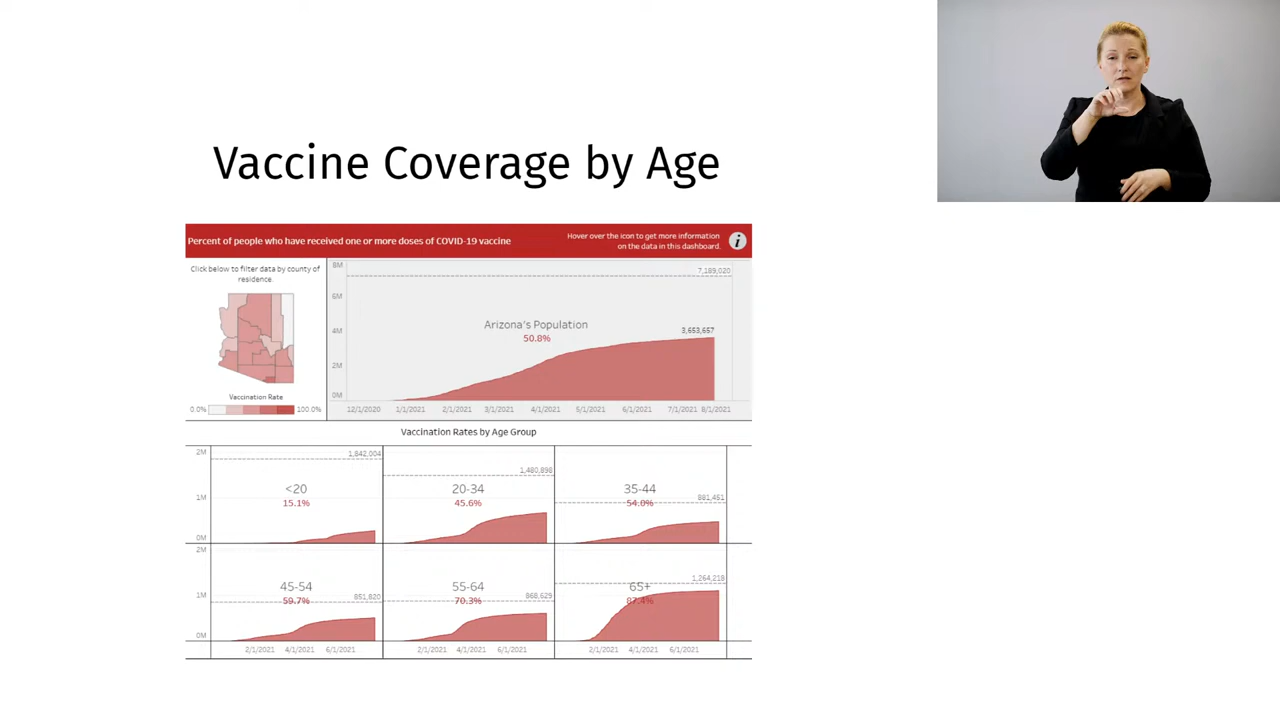 Vaccine Coverage by Age
Percent of people who have received one or more doses of COVID-19 vaccine
Hover over the icon to get more information
on the data in this dashboard.
i
Click below to filter data by county of
residence.
Vaccination Rate
0.0%
100.0%
8M
6M
4M
2M
0M
7,189,020
Arizona's Population
50.8%
3,653,657
12/1/2020 1/1/2021 2/1/2021 3/1/2021 4/1/2021 5/1/2021 6/1/2021 7/1/2021 8/1/2021
Vaccination Rates by Age Group
2M
1M
0M
1,842,004
<20
15.1%
1,480,898
20-34
45.6%
35-44
881,451
54.0%
2M
1M
0M
45-54
851,820
59.7%
55-64
868,629
70.3%
1,264,218
65+
87.4%
2/1/2021 4/1/2021 6/1/2021
2/1/2021 4/1/2021 6/1/2021
2/1/2021 4/1/2021 6/1/2021